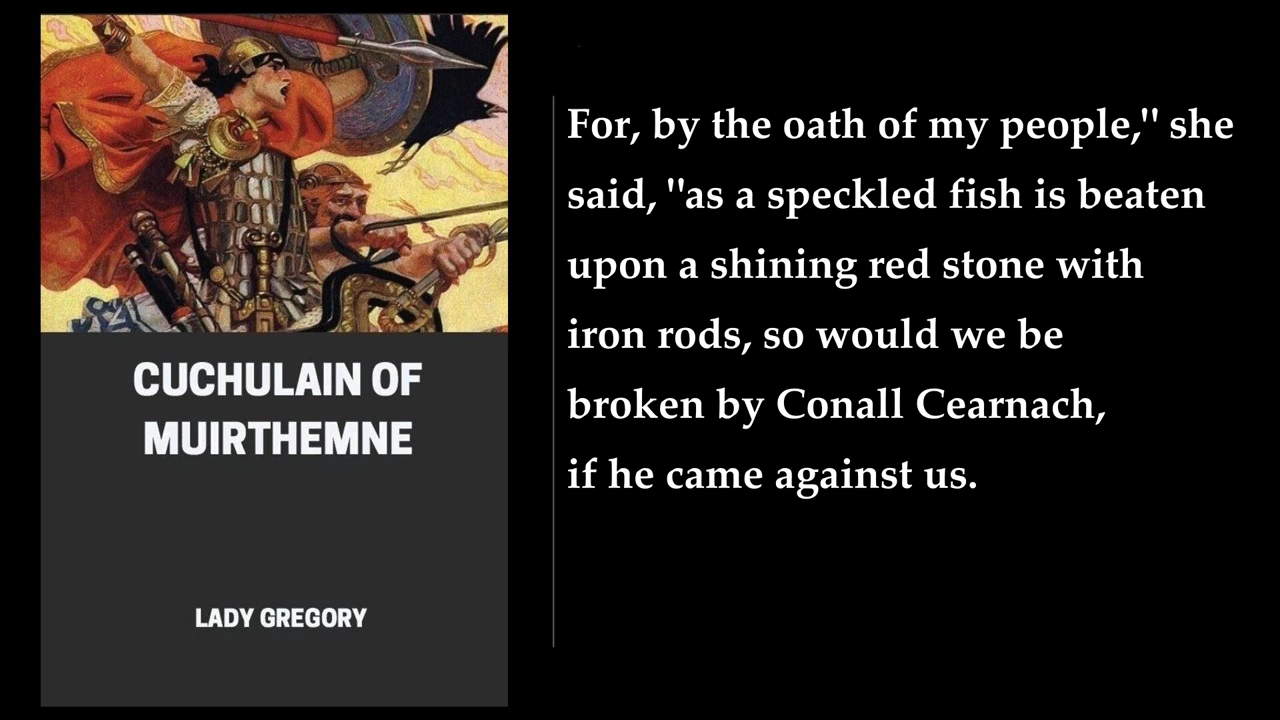 CUCHULAIN OF
MUIRTHEMNE
LADY GREGORY
For, by the oath of my people," she
said, "as a speckled fish is beaten
upon a shining red stone with
iron rods, so would we be
broken by Conall Cearnach,
if he came against us.